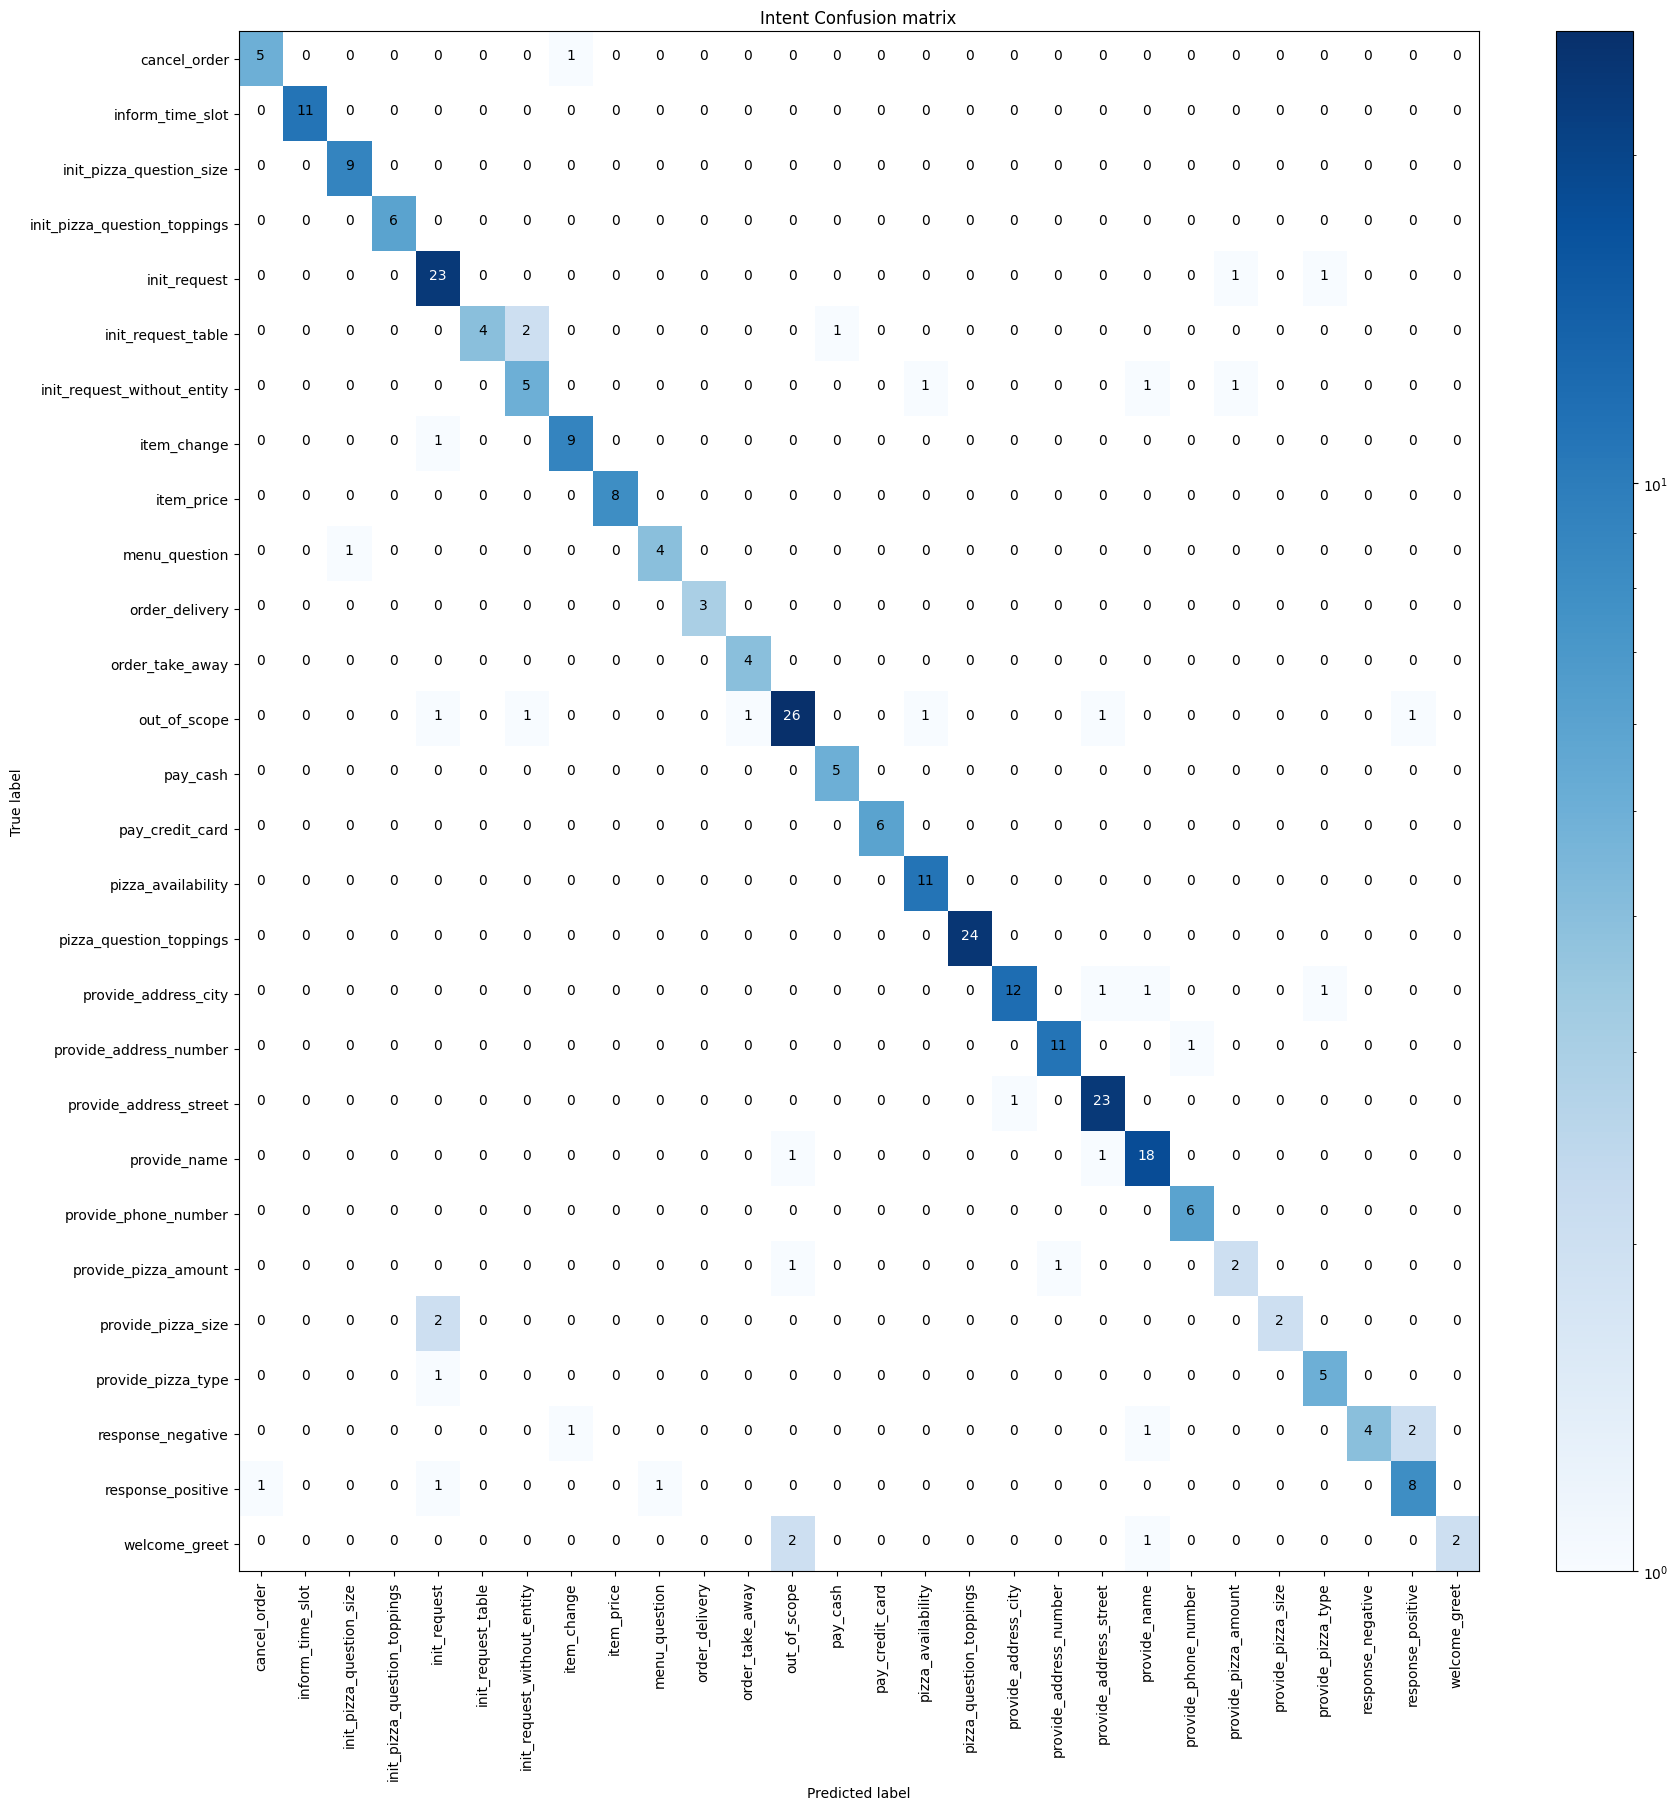 Intent Confusion matrix
cancel_order 5 0 0 0 0 0 0 1 0 0 0 0 0 0 0 0 0 0 0 0 0 0 0 0 0 0 0 0
inform_time_slot 0 11 0 0 0 0 0 0 0 0 0 0 0 0 0 0 0 0 0 0 0 0 0 0 0 0 0 0
init_pizza_question_size 0 0 9 0 0 0 0 0 0 0 0 0 0 0 0 0 0 0 0 0 0 0 0 0 0 0 0 0
init_pizza_question_toppings 0 0 0 6 0 0 0 0 0 0 0 0 0 0 0 0 0 0 0 0 0 0 0 0 0 0 0 0
init_request 0 0 0 0 23 0 0 0 0 0 0 0 0 0 0 0 0 0 0 0 0 0 1 0 1 0 0 0
init_request_table 0 0 0 0 0 4 2 0 0 0 0 0 0 1 0 0 0 0 0 0 0 0 0 0 0 0 0 0
init_request_without_entity 0 0 0 0 0 0 5 0 0 0 0 0 0 0 0 1 0 0 0 0 1 0 1 0 0 0 0 0
item_change 0 0 0 0 1 0 0 9 0 0 0 0 0 0 0 0 0 0 0 0 0 0 0 0 0 0 0 0
item_price 0 0 0 0 0 0 0 0 8 0 0 0 0 0 0 0 0 0 0 0 0 0 0 0 0 0 0 0
menu_question 0 0 1 0 0 0 0 0 0 4 0 0 0 0 0 0 0 0 0 0 0 0 0 0 0 0 0 0
order_delivery 0 0 0 0 0 0 0 0 0 0 3 0 0 0 0 0 0 0 0 0 0 0 0 0 0 0 0 0
order_take_away 0 0 0 0 0 0 0 0 0 0 0 4 0 0 0 0 0 0 0 0 0 0 0 0 0 0 0 0
out_of_scope 0 0 0 0 1 0 1 0 0 0 0 1 26 0 0 1 0 0 0 1 0 0 0 0 0 0 1 0
pay_cash 0 0 0 0 0 0 0 0 0 0 0 0 0 5 0 0 0 0 0 0 0 0 0 0 0 0 0 0
pay_credit_card 0 0 0 0 0 0 0 0 0 0 0 0 0 0 6 0 0 0 0 0 0 0 0 0 0 0 0 0
pizza_availability 0 0 0 0 0 0 0 0 0 0 0 0 0 0 0 11 0 0 0 0 0 0 0 0 0 0 0 0
pizza_question_toppings 0 0 0 0 0 0 0 0 0 0 0 0 0 0 0 0 24 0 0 0 0 0 0 0 0 0 0 0
provide_address_city 0 0 0 0 0 0 0 0 0 0 0 0 0 0 0 0 0 12 0 1 1 0 0 0 1 0 0 0
provide_address_number 0 0 0 0 0 0 0 0 0 0 0 0 0 0 0 0 0 0 11 0 0 1 0 0 0 0 0 0
provide_address_street 0 0 0 0 0 0 0 0 0 0 0 0 0 0 0 0 0 1 0 23 0 0 0 0 0 0 0 0
provide_name 0 0 0 0 0 0 0 0 0 0 0 0 1 0 0 0 0 0 0 1 18 0 0 0 0 0 0 0
provide_phone_number 0 0 0 0 0 0 0 0 0 0 0 0 0 0 0 0 0 0 0 0 0 6 0 0 0 0 0 0
provide_pizza_amount 0 0 0 0 0 0 0 0 0 0 0 0 1 0 0 0 0 0 1 0 0 0 2 0 0 0 0 0
provide_pizza_size 0 0 0 0 2 0 0 0 0 0 0 0 0 0 0 0 0 0 0 0 0 0 0 2 0 0 0 0
provide_pizza_type 0 0 0 0 1 0 0 0 0 0 0 0 0 0 0 0 0 0 0 0 0 0 0 0 5 0 0 0
response_negative 0 0 0 0 0 0 0 1 0 0 0 0 0 0 0 0 0 0 0 0 1 0 0 0 0 4 2 0
response_positive 1 0 0 0 1 0 0 0 0 1 0 0 0 0 0 0 0 0 0 0 0 0 0 0 0 0 8 0
welcome_greet 0 0 0 0 0 0 0 0 0 0 0 0 2 0 0 0 0 0 0 0 1 0 0 0 0 0 0 2
True label
cancel_order
inform_time_slot
init_pizza_question_size
init_pizza_question_toppings
init_request
init_request_table
init_request_without_entity
item_change
item_price
menu_question
order_delivery
order_take_away
out_of_scope
pay_cash
pay_credit_card
pizza_availability
pizza_question_toppings
provide_address_city
provide_address_number
provide_address_street
provide_name
provide_phone_number
provide_pizza_amount
provide_pizza_size
provide_pizza_type
response_negative
response_positive
welcome_greet
Predicted label
10¹
10⁰